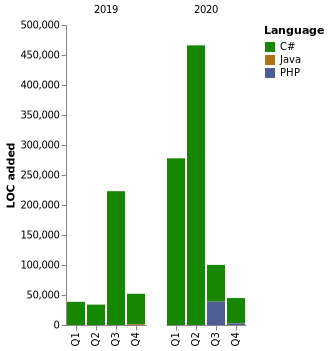 2019
2020
Language
C#
Java
PHP
LOC added
500,000
450,000
400,000
350,000
300,000
250,000
200,000
150,000
100,000
50,000
0
Q1
Q2
Q3
Q4
Q1
Q2
Q3
Q4